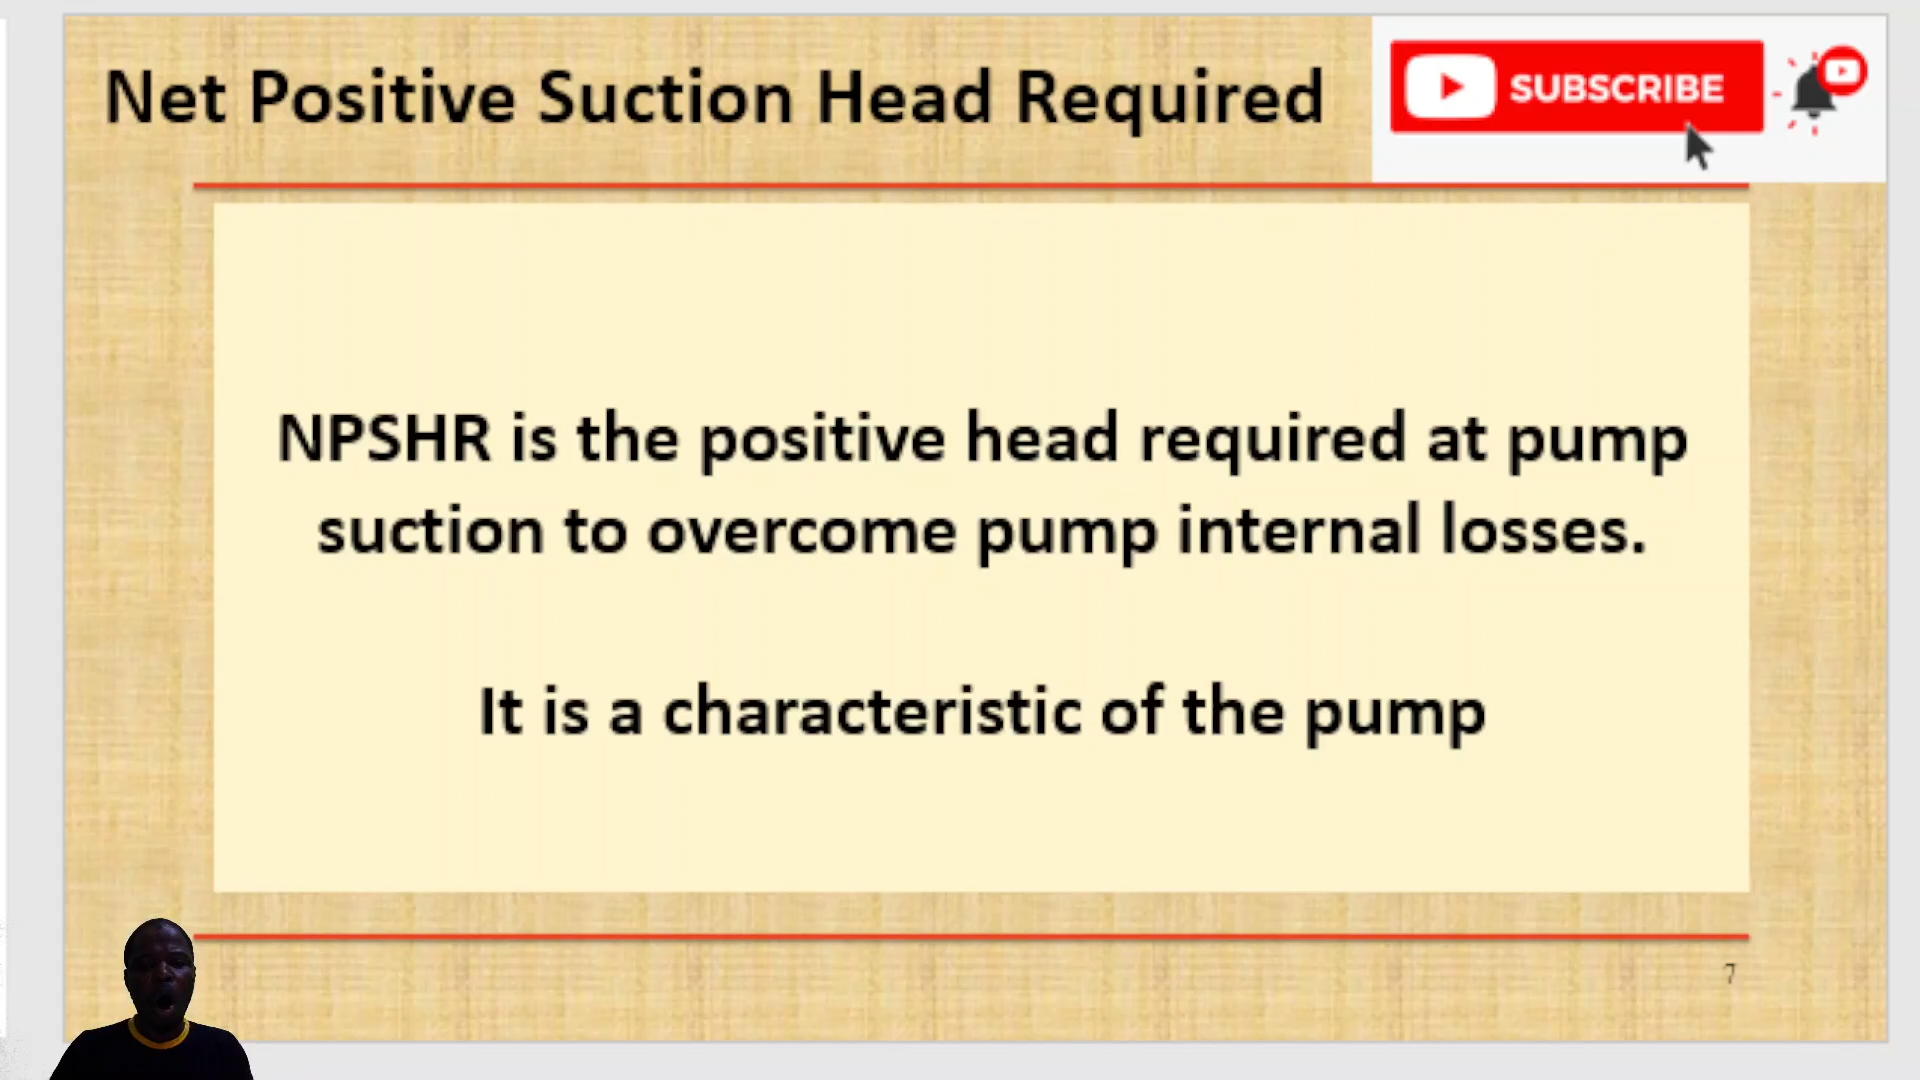 Net Positive Suction Head Required
SUBSCRIBE
NPSHR is the positive head required at pump
suction to overcome pump internal losses.
It is a characteristic of the pump
7